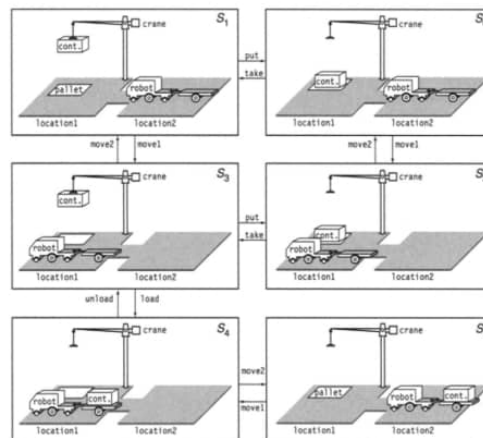 S₁
crane
cont.
pallet
robot
location1
location2
put
take
S
crane
cont.
robot
location1
location2
move2
move1
move2
move1
S₃
crane
cont.
robot
location1
location2
put
take
S
crane
cont.
robot
location1
location2
unload
load
S₄
crane
robot
cont.
location1
location2
move2
move1
S
crane
pallet
robot
cont.
location1
location2